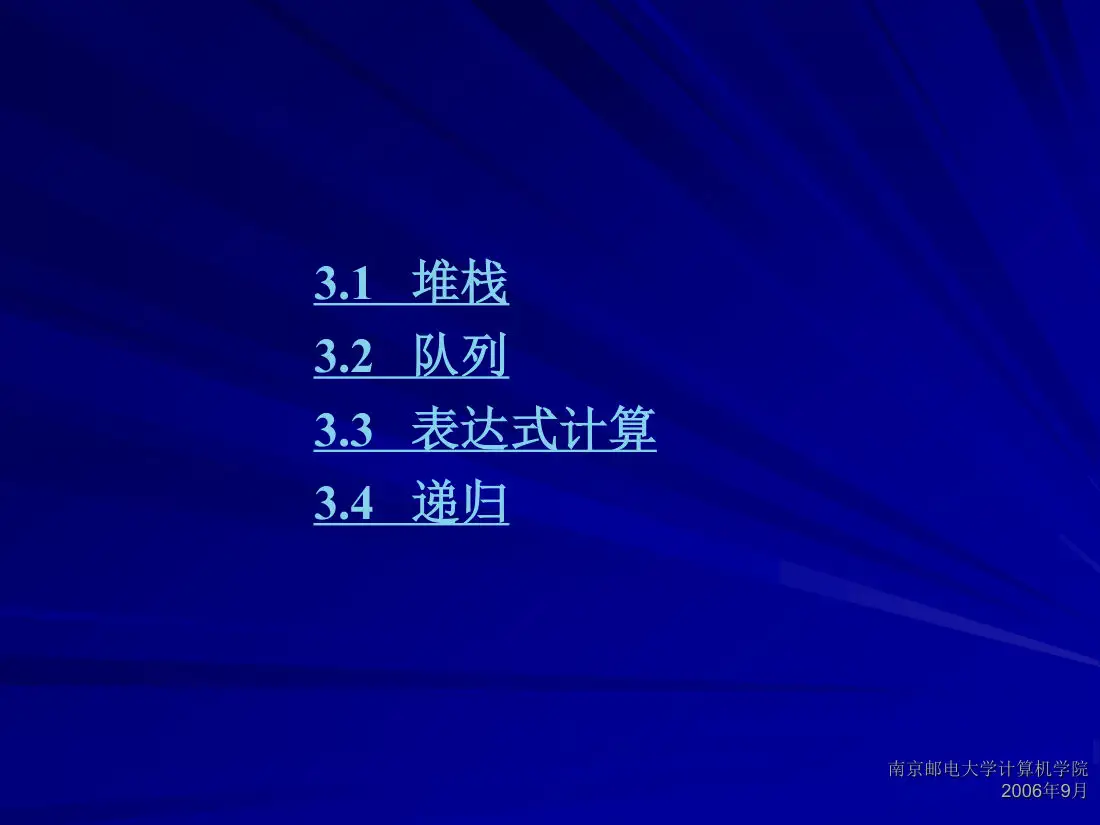 3.1 堆栈
3.2 队列
3.3 表达式计算
3.4 递归
南京邮电大学计算机学院
2006年9月